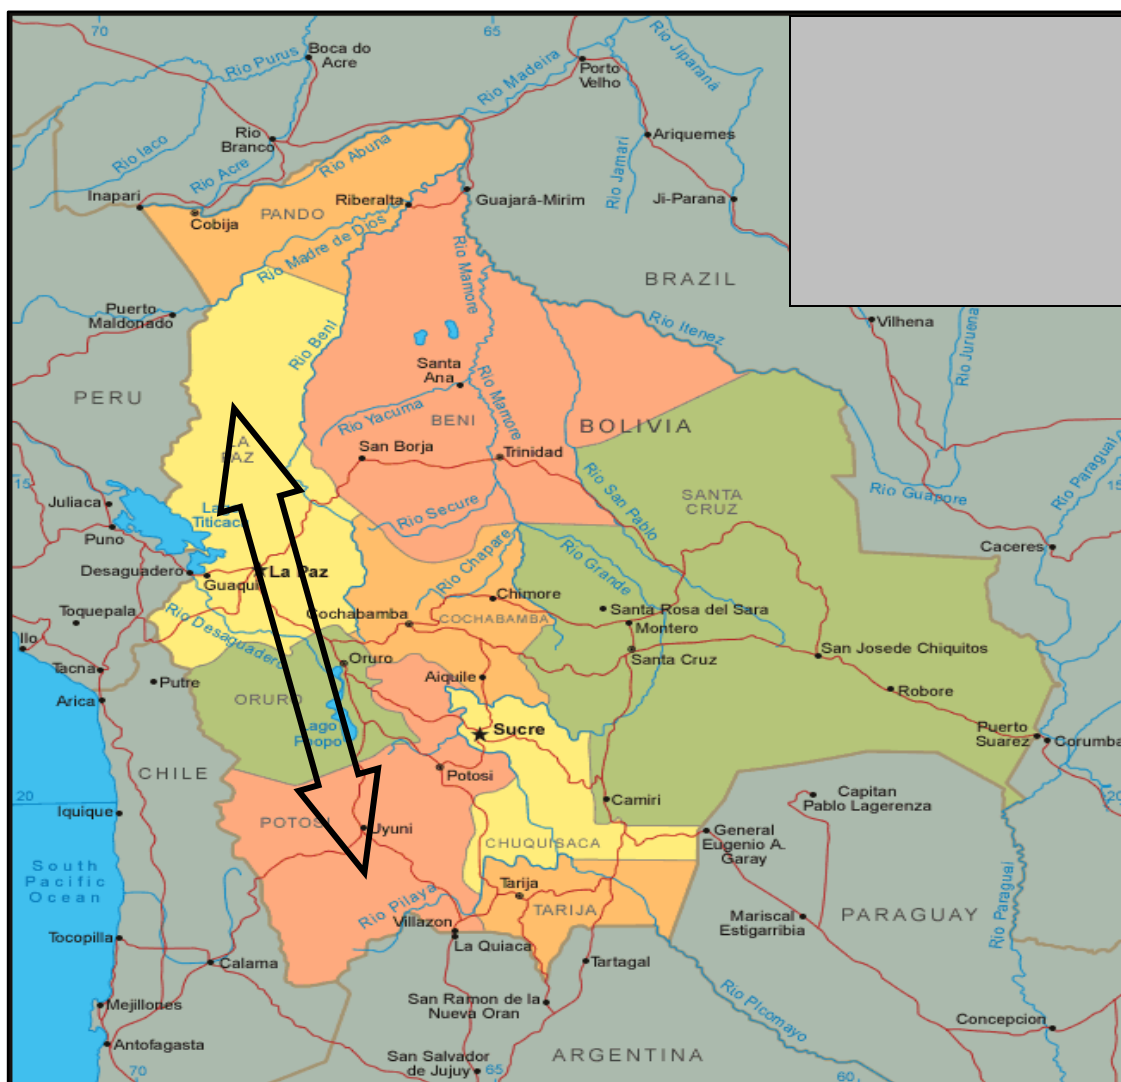 70
65
Boca do
Acre
Rio Purus
Rio Madeira
Porto
Velho
Rio Jiparaná
Rio Iaco
Rio
Branco
Rio Acre
Rio Abuna
Ariquemes
Rio Jamari
Inapari
Cobija
PANDO
Riberalta
Guajará-Mirim
Ji-Parana
Rio Madre de Dios
Rio Mamore
BRAZIL
Puerto
Maldonado
Rio Beni
Rio Itenez
Vilhena
Rio Juruena
PERU
Santa
Ana
Rio Yacuma
BENI
Rio Mamore
BOLIVIA
LA
PAZ
San Borja
Trinidad
Rio Paraguai
15
15
Rio San Pablo
Rio Guapore
SANTA
CRUZ
Juliaca
Titicaca
Puno
Rio Secure
Caceres
Desaguadero
Guaqui
La Paz
Rio Chapare
Rio Grande
Chimore
Toquepala
Cochabamba
COCHABAMBA
Santa Rosa del Sara
Montero
Rio Desaguadero
Ilo
Tacna
Oruro
Santa Cruz
San Josede Chiquitos
Putre
Aiquile
Arica
ORURO
Robore
Lago
Poopo
Sucre
Puerto
Suarez
Corumba
CHILE
Potosi
20
20
Iquique
Camiri
Capitan
Pablo Lagerenza
POTOSI
Uyuni
CHUQUISACA
General
Eugenio A.
Garay
South
Pacific
Ocean
Tarija
TARIJA
Rio Pilaya
Villazon
La Quiaca
Mariscal
Estigarribia
PARAGUAY
Rio Paraguai
Tocopilla
Calama
Tartagal
Mejillones
San Ramon de la
Nueva Oran
Rio Plcomayo
Concepcion
Antofagasta
San Salvador
de Jujuy
ARGENTINA
70
65
60